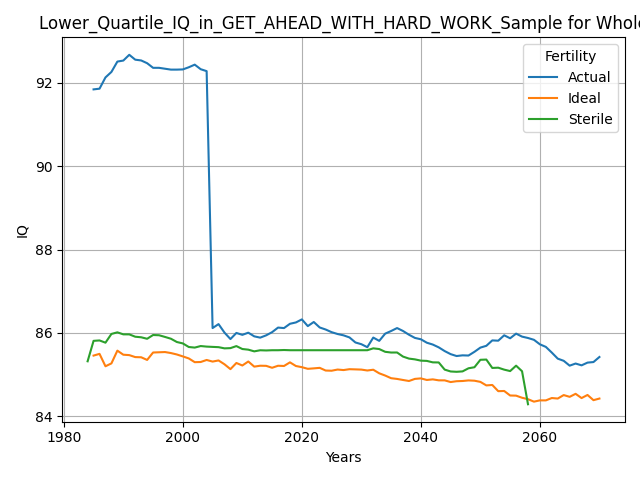 Lower_Quartile_IQ_in_GET_AHEAD_WITH_HARD_WORK_Sample for Whole
Fertility
Actual
Ideal
Sterile
IQ
92
90
88
86
84
1980 2000 2020 2040 2060
Years